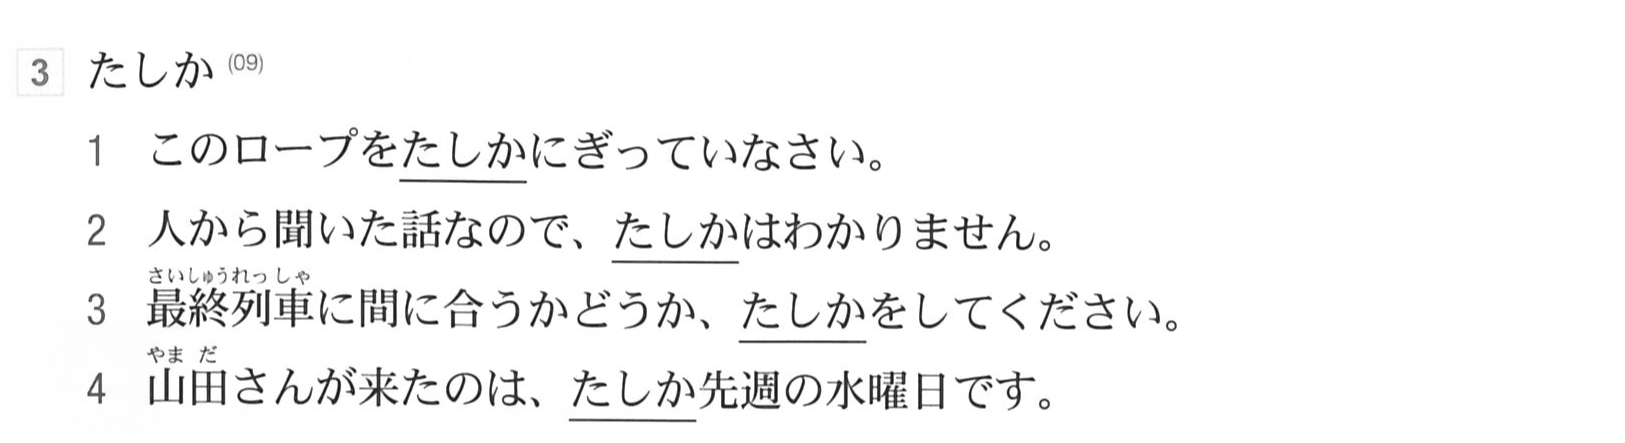 3 たしか (09)
1 このロープをたしかにぎっていなさい。
2 人から聞いた話なので、たしかはわかりません。
さいしゅうれっしゃ
3 最終列車に間に合うかどうか、たしかをしてください。
やまだ
4 山田さんが来たのは、たしか先週の水曜日です。